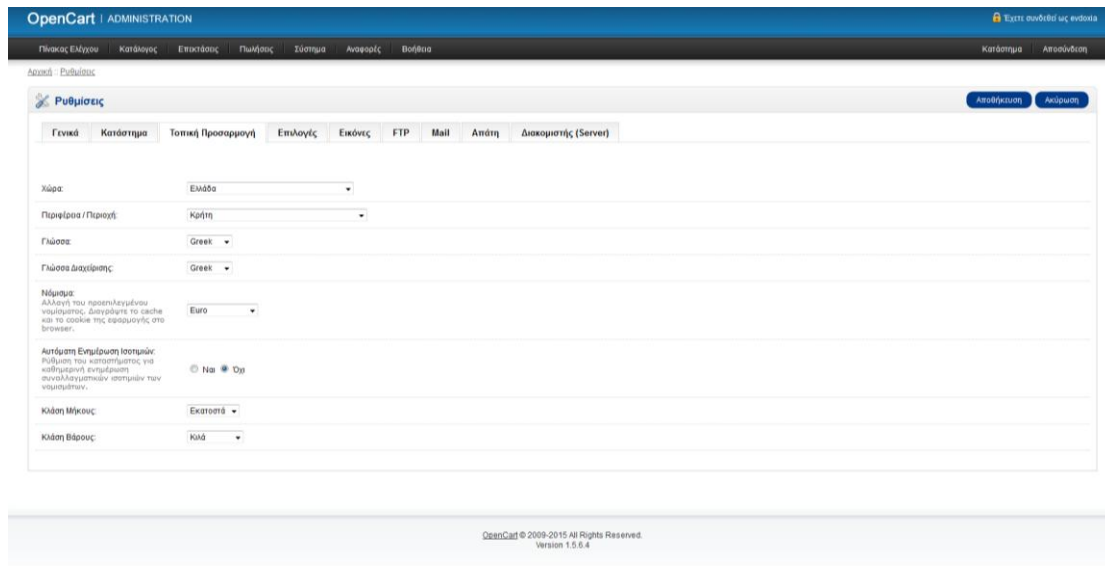 OpenCart | ADMINISTRATION
Έχετε συνδεθεί ως evdoxia
Πίνακας Ελέγχου Κατάλογος Επεκτάσεις Πωλήσεις Σύστημα Αναφορές Βοήθεια Κατάστημα Αποσύνδεση
Αρχική :: Ρυθμίσεις
Ρυθμίσεις Αποθήκευση Ακύρωση
Γενικά Κατάστημα Τοπική Προσαρμογή Επιλογές Εικόνες FTP Mail Απάτη Διακομιστής (Server)
Χώρα: Ελλάδα
Περιφέρεια / Περιοχή: Κρήτη
Γλώσσα: Greek
Γλώσσα Διαχείρισης: Greek
Νόμισμα:
Αλλαγή του προεπιλεγμένου
νομίσματος. Διαγράψτε το cache
και το cookie της εφαρμογής στο
browser.
Euro
Αυτόματη Ενημέρωση Ισοτιμιών:
Ρύθμιση του καταστήματος για
καθημερινή ενημέρωση
συναλλαγματικών ισοτιμιών των
νομισμάτων.
Ναι Όχι
Κλάση Μήκους: Εκατοστά
Κλάση Βάρους: Κιλά
OpenCart © 2009-2015 All Rights Reserved.
Version 1.5.6.4